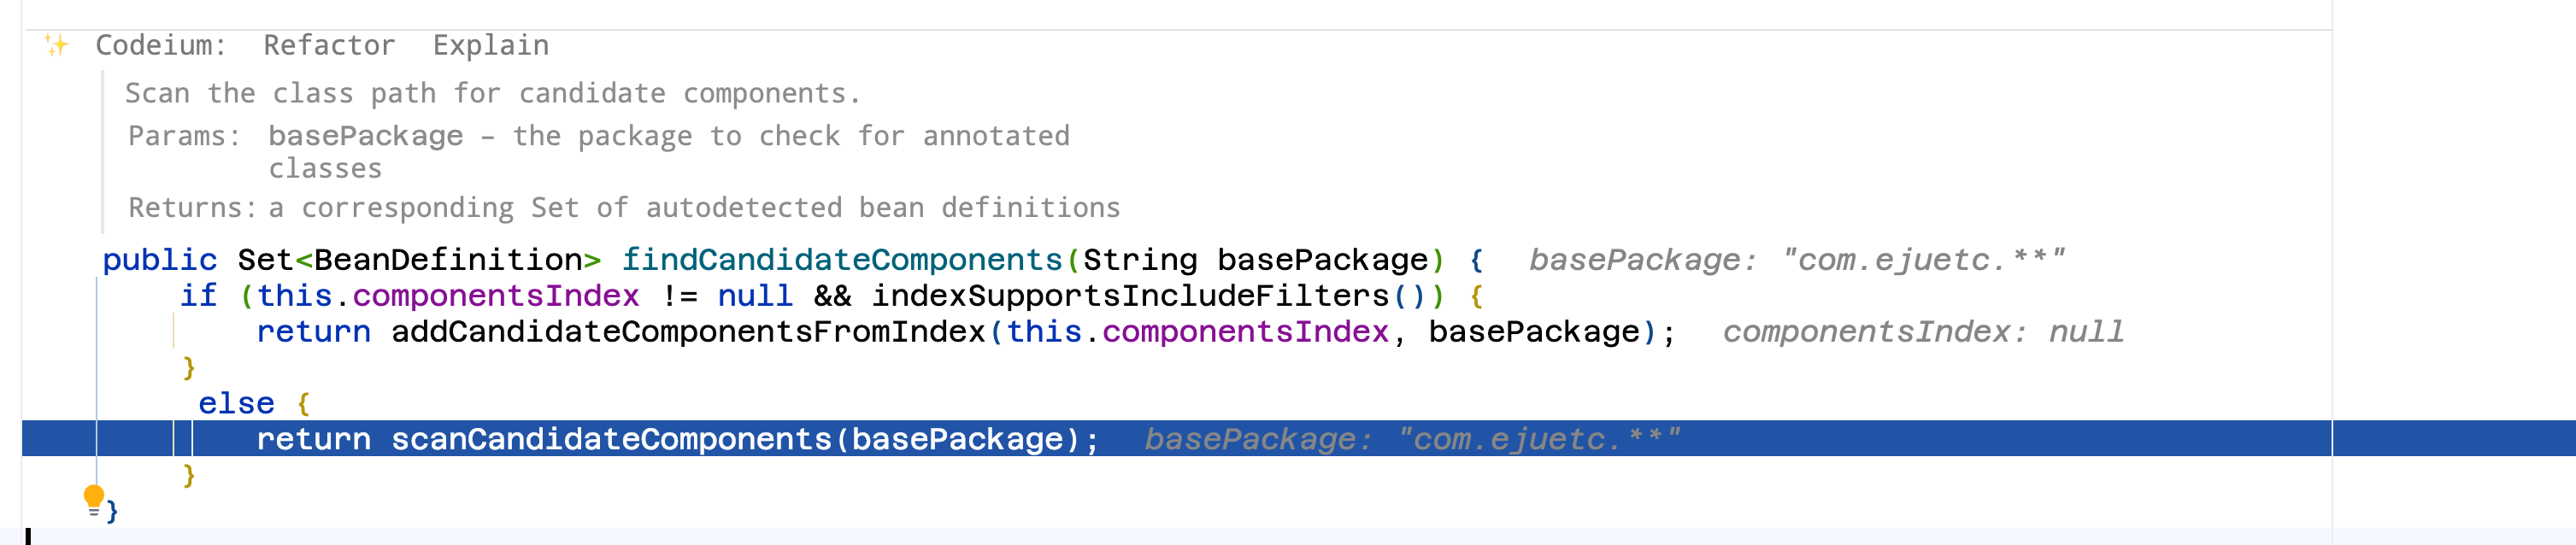 Codeium: Refactor Explain
Scan the class path for candidate components.
Params: basePackage – the package to check for annotated
classes
Returns: a corresponding Set of autodetected bean definitions
public Set<BeanDefinition> findCandidateComponents(String basePackage) { basePackage: "com.ejuetc.**"
if (this.componentsIndex != null && indexSupportsIncludeFilters()) {
return addCandidateComponentsFromIndex(this.componentsIndex, basePackage); componentsIndex: null
}
else {
return scanCandidateComponents(basePackage); basePackage: "com.ejuetc.**"
}
}